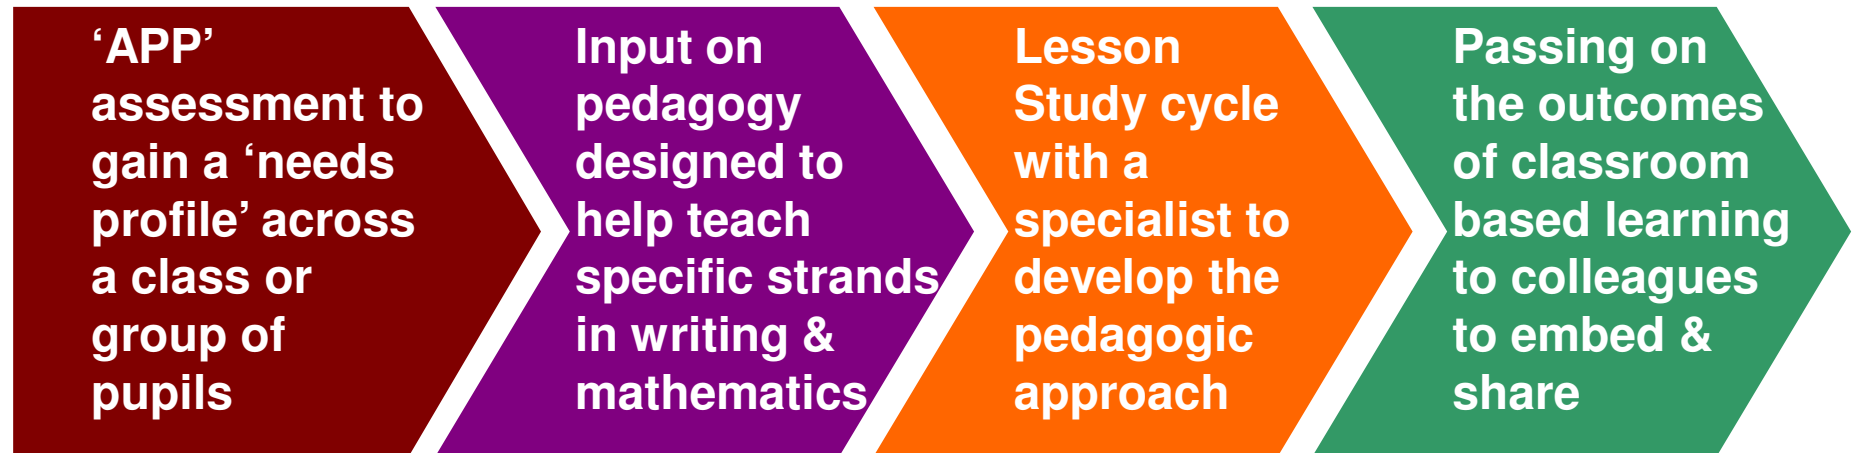 ‘APP’
assessment to
gain a ‘needs
profile’ across
a class or
group of
pupils
Input on
pedagogy
designed to
help teach
specific strands
in writing &
mathematics
Lesson
Study cycle
with a
specialist to
develop the
pedagogic
approach
Passing on
the outcomes
of classroom
based learning
to colleagues
to embed &
share